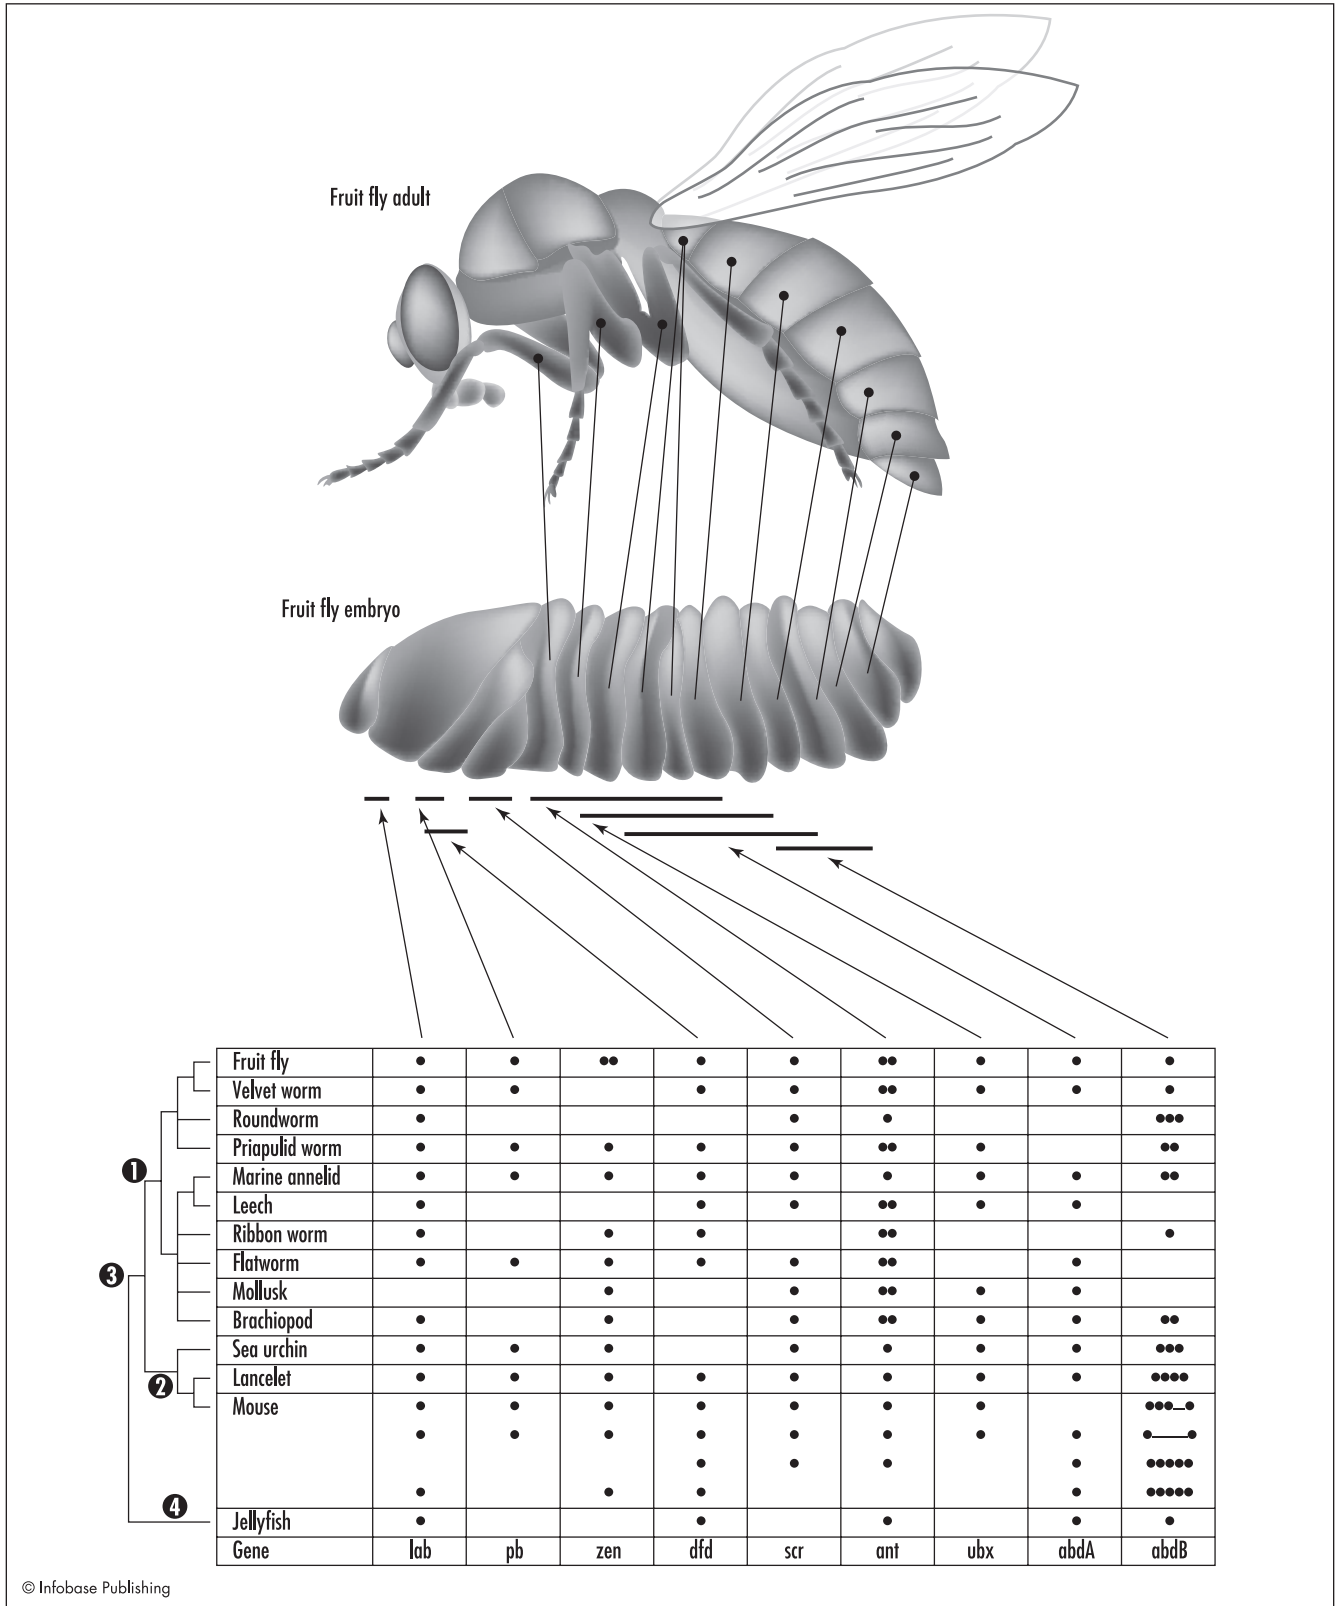 Fruit fly adult
Fruit fly embryo
Fruit fly
Velvet worm
Roundworm
Priapulid worm
1
Marine annelid
Leech
Ribbon worm
3
Flatworm
Mollusk
Brachiopod
Sea urchin
2
Lancelet
Mouse
4
Jellyfish
Gene lab pb zen dfd scr ant ubx abdA abdB
© Infobase Publishing